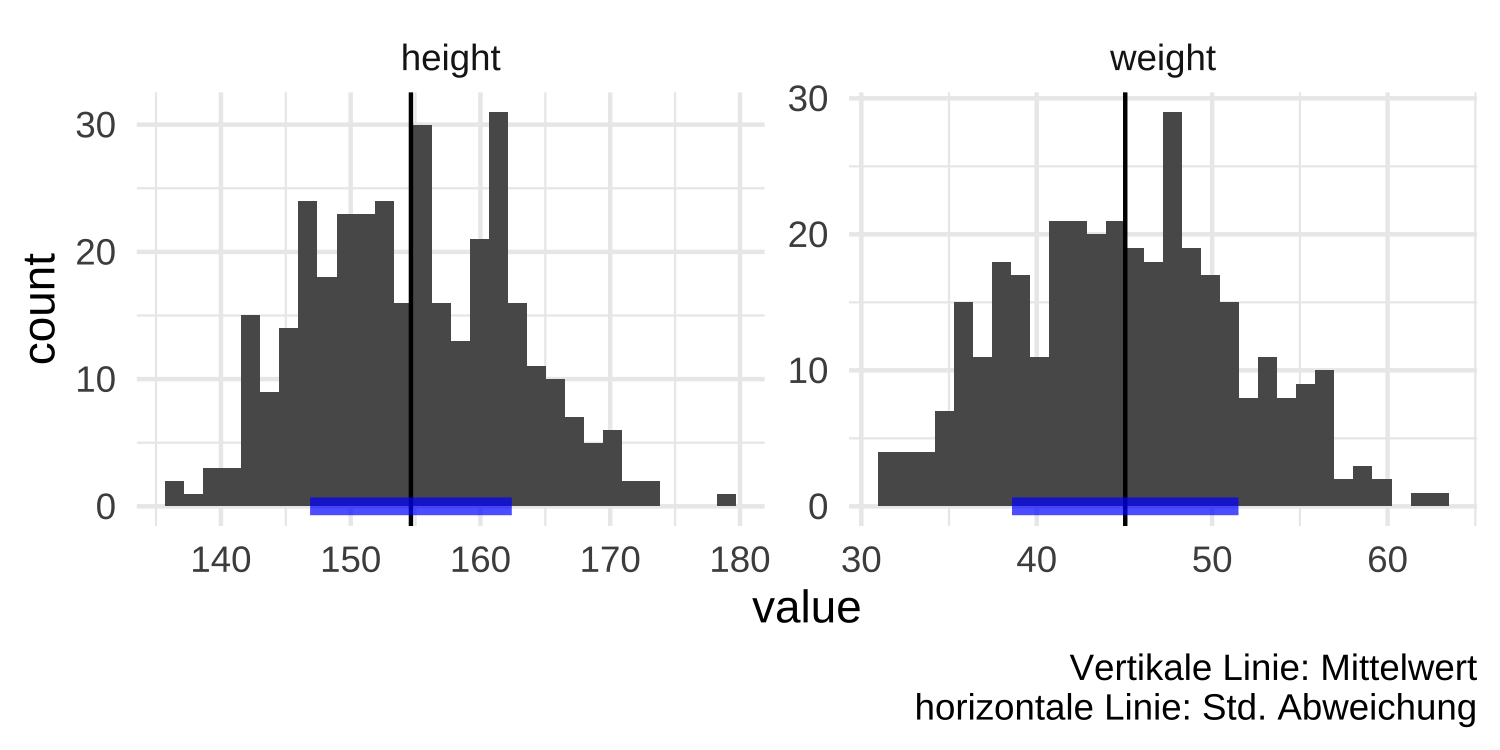 height
weight
30
20
10
0
count
140 150 160 170 180
30
20
10
0
30 40 50 60
value
Vertikale Linie: Mittelwert
horizontale Linie: Std. Abweichung